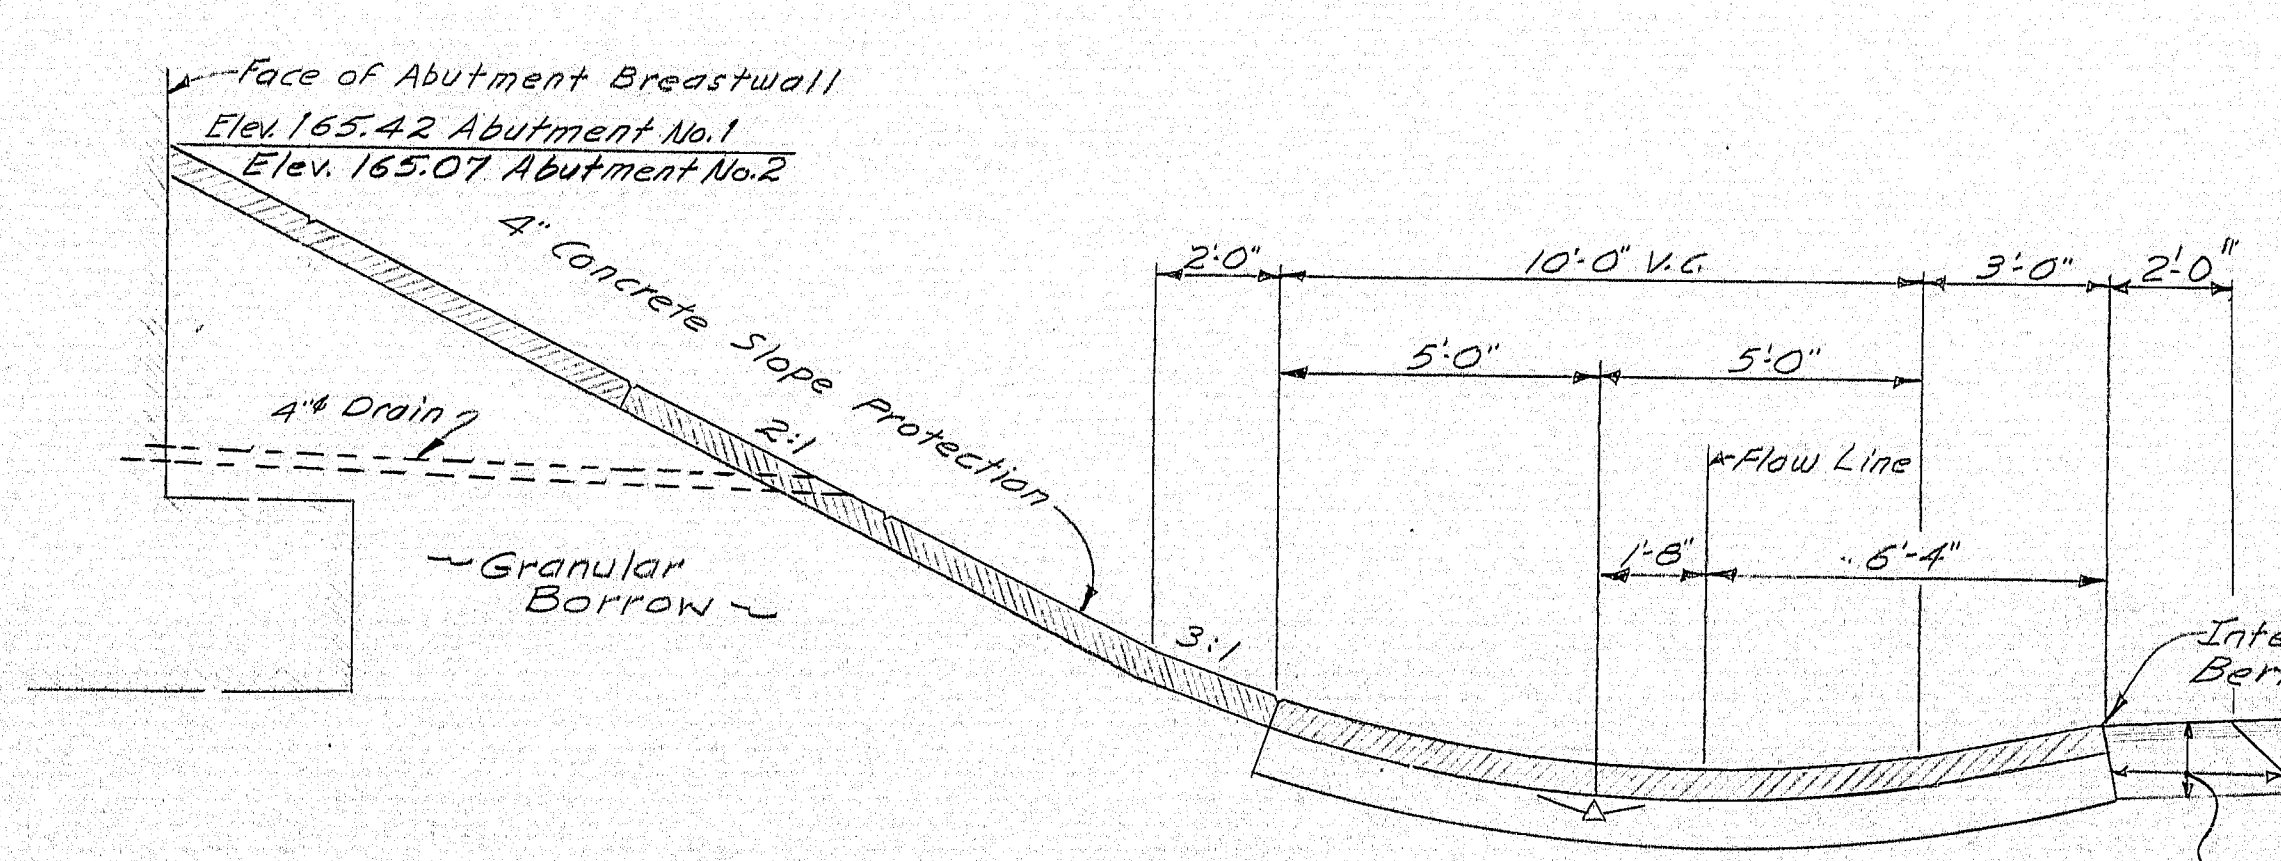 Face of Abutment Breastwall
Elev. 165.42 Abutment No.1
Elev. 165.07 Abutment No.2
4" Concrete Slope Protection
2'-0"
10'-0" V.C.
3'-0"
2'-0"
5'-0"
5'-0"
4"⌀ Drain
2:1
Flow Line
1'-8"
6'-4"
Granular
Borrow
3:1